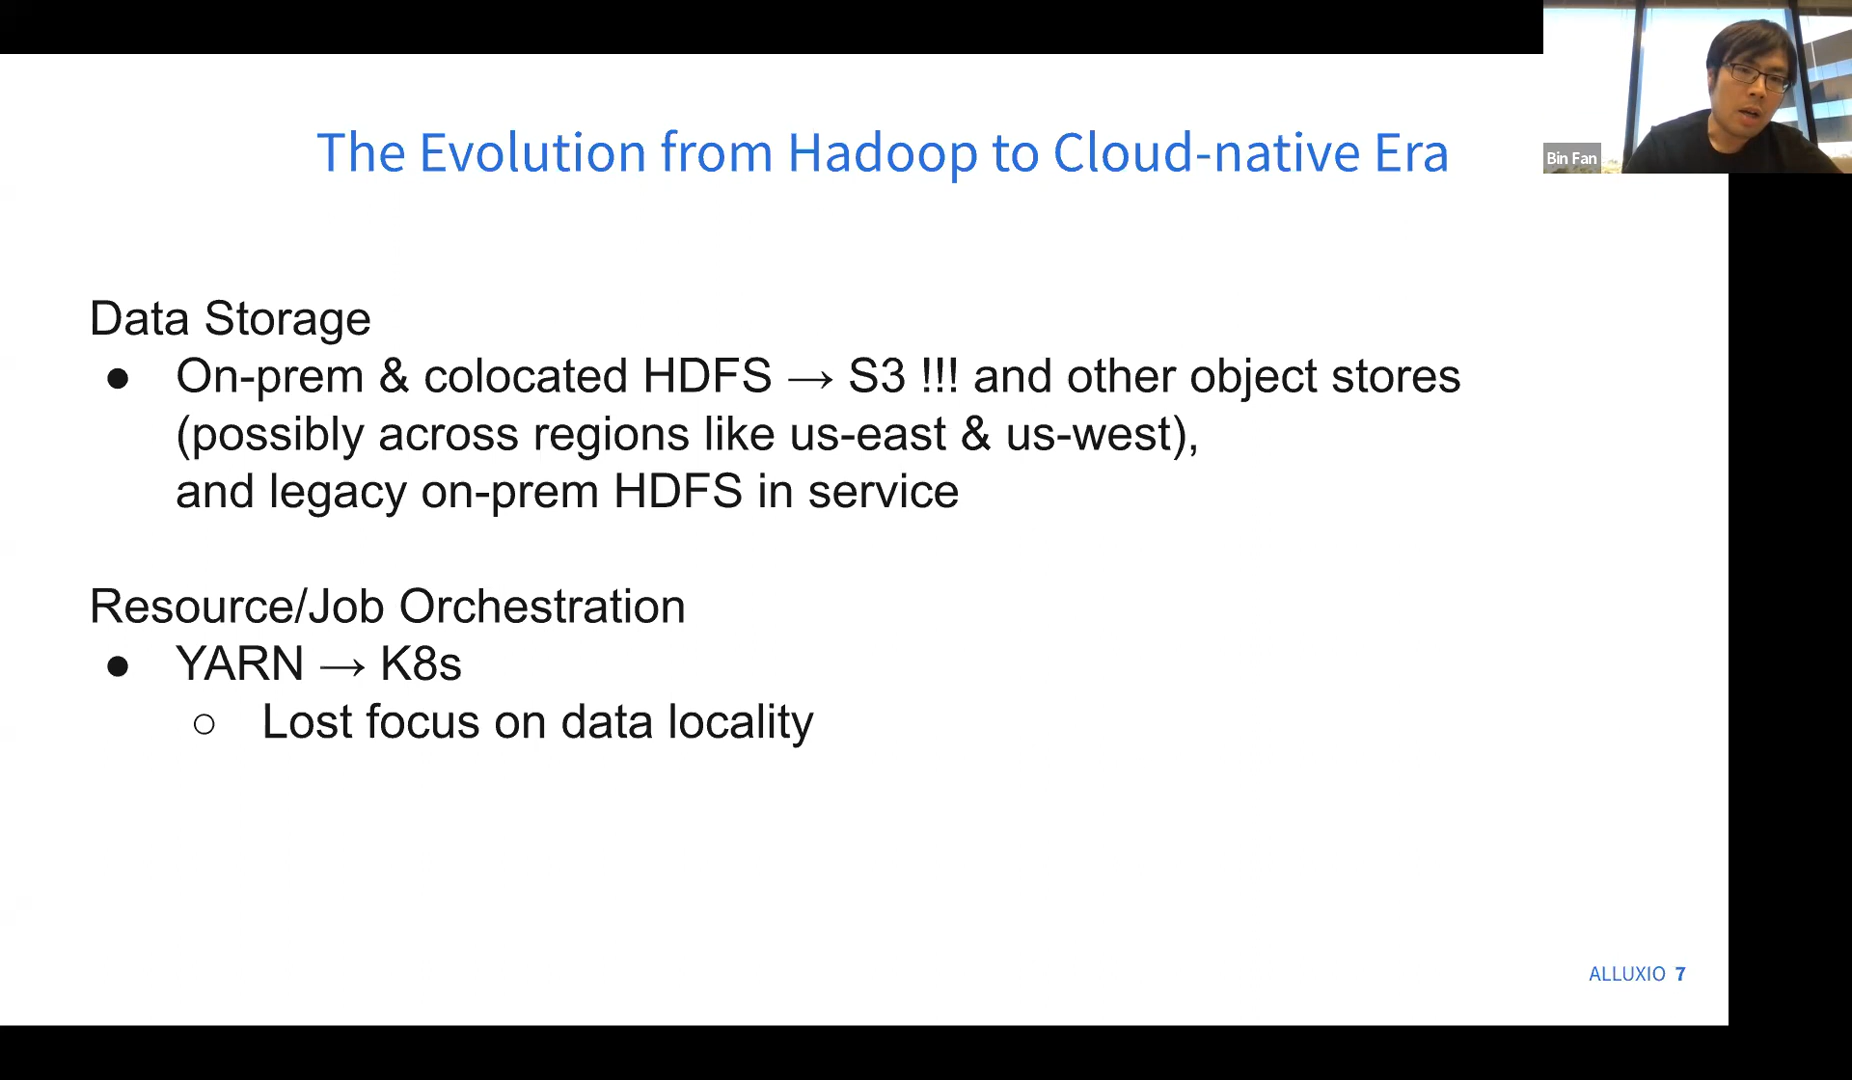 Bin Fan
The Evolution from Hadoop to Cloud-native Era
Data Storage
● On-prem & colocated HDFS → S3 !!! and other object stores
(possibly across regions like us-east & us-west),
and legacy on-prem HDFS in service
Resource/Job Orchestration
● YARN → K8s
○ Lost focus on data locality
ALLUXIO 7